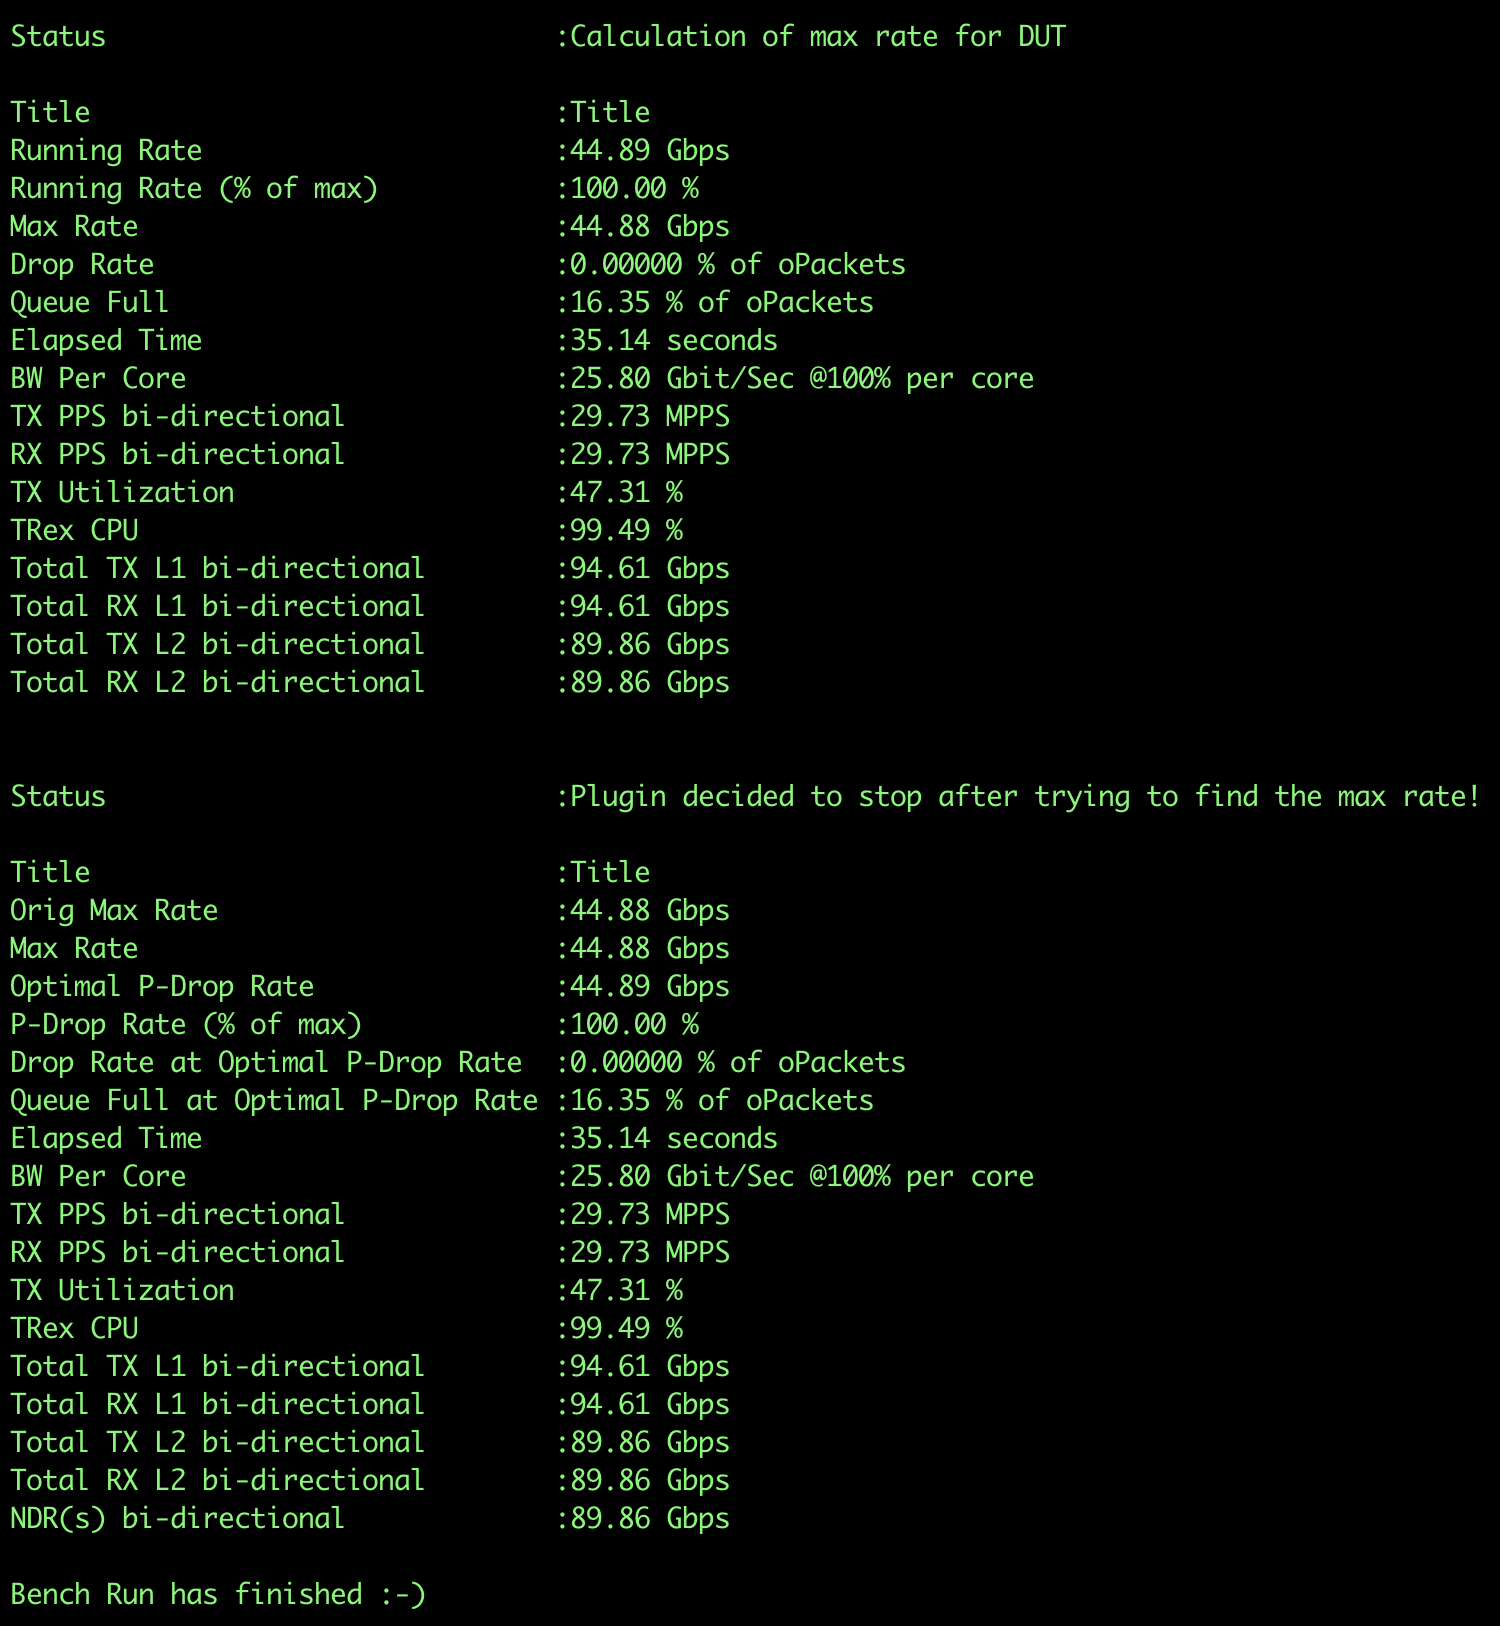 Status :Calculation of max rate for DUT
Title :Title
Running Rate :44.89 Gbps
Running Rate (% of max) :100.00 %
Max Rate :44.88 Gbps
Drop Rate :0.00000 % of oPackets
Queue Full :16.35 % of oPackets
Elapsed Time :35.14 seconds
BW Per Core :25.80 Gbit/Sec @100% per core
TX PPS bi-directional :29.73 MPPS
RX PPS bi-directional :29.73 MPPS
TX Utilization :47.31 %
TRex CPU :99.49 %
Total TX L1 bi-directional :94.61 Gbps
Total RX L1 bi-directional :94.61 Gbps
Total TX L2 bi-directional :89.86 Gbps
Total RX L2 bi-directional :89.86 Gbps
Status :Plugin decided to stop after trying to find the max rate!
Title :Title
Orig Max Rate :44.88 Gbps
Max Rate :44.88 Gbps
Optimal P-Drop Rate :44.89 Gbps
P-Drop Rate (% of max) :100.00 %
Drop Rate at Optimal P-Drop Rate :0.00000 % of oPackets
Queue Full at Optimal P-Drop Rate :16.35 % of oPackets
Elapsed Time :35.14 seconds
BW Per Core :25.80 Gbit/Sec @100% per core
TX PPS bi-directional :29.73 MPPS
RX PPS bi-directional :29.73 MPPS
TX Utilization :47.31 %
TRex CPU :99.49 %
Total TX L1 bi-directional :94.61 Gbps
Total RX L1 bi-directional :94.61 Gbps
Total TX L2 bi-directional :89.86 Gbps
Total RX L2 bi-directional :89.86 Gbps
NDR(s) bi-directional :89.86 Gbps
Bench Run has finished :-)